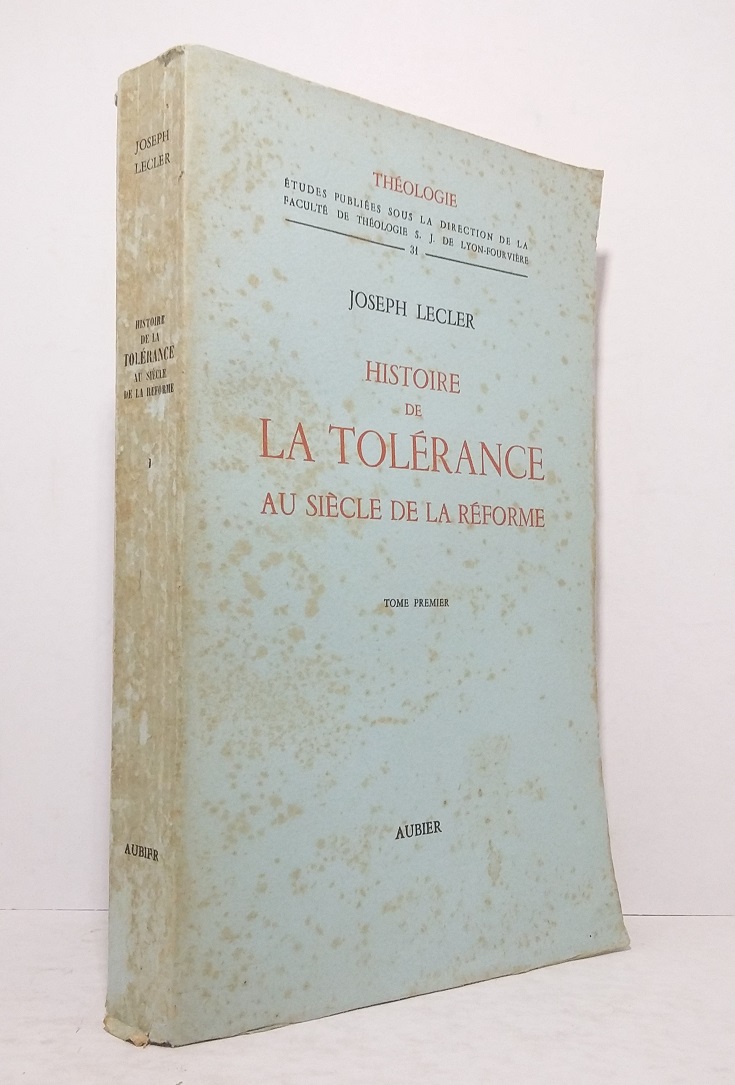 JOSEPH
LECLER
HISTOIRE
DE LA
TOLÉRANCE
AU SIÈCLE
DE LA REFORME
I
AUBIER
THÉOLOGIE
ÉTUDES PUBLIÉES SOUS LA DIRECTION DE LA
FACULTÉ DE THÉOLOGIE S. J. DE LYON-FOURVIÈRE
31
JOSEPH LECLER
HISTOIRE
DE
LA TOLÉRANCE
AU SIÈCLE DE LA RÉFORME
TOME PREMIER
AUBIER